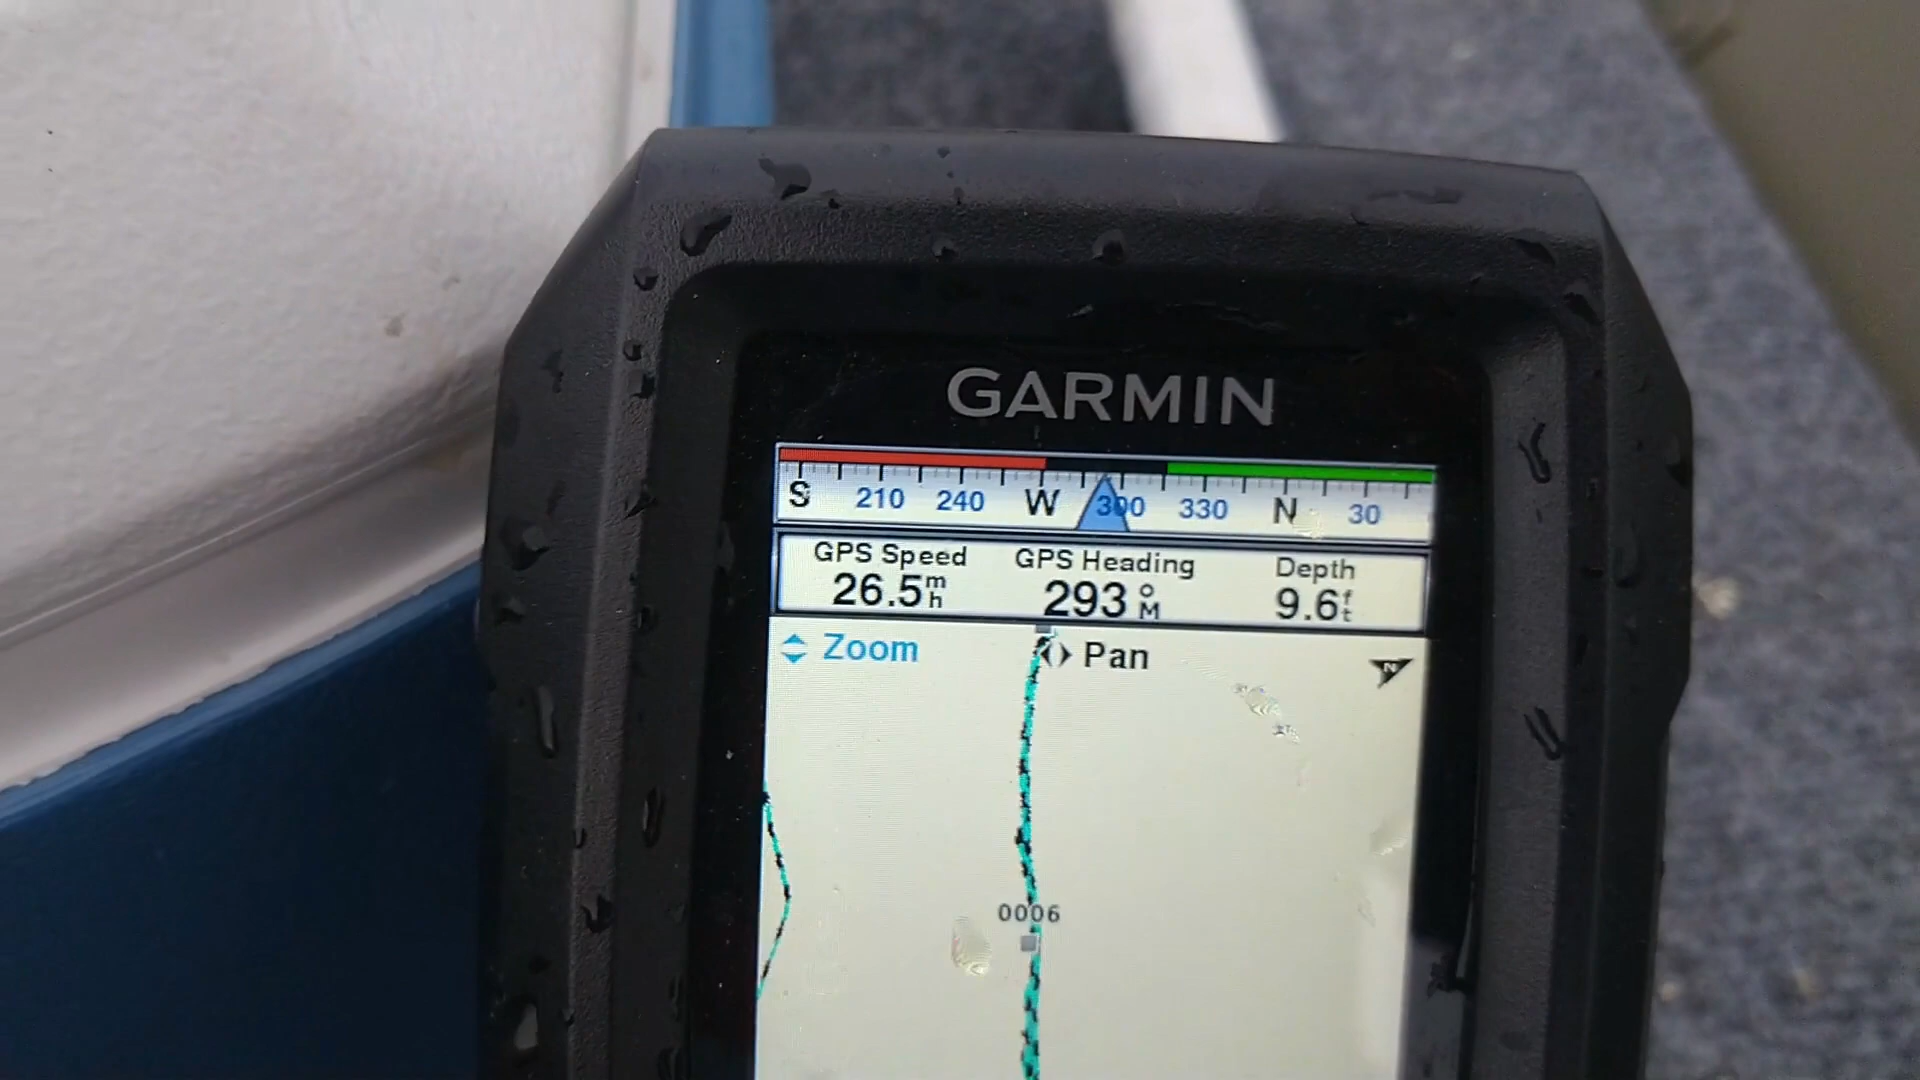 GARMIN
S 210 240 W 300 330 N 30
GPS Speed GPS Heading Depth
26.5 mh 293 °M 9.6 ft
Zoom Pan N
0006